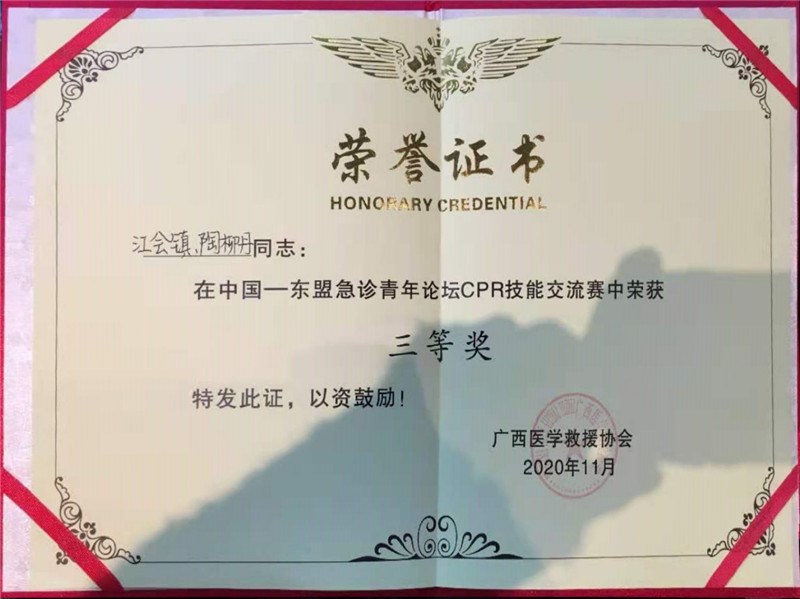 荣誉证书
HONORARY CREDENTIAL
江会镇、陶柳丹同志：
在中国一东盟急诊青年论坛CPR技能交流赛中荣获
三等奖
特发此证，以资鼓励！
广西医学救援协会
2020年11月